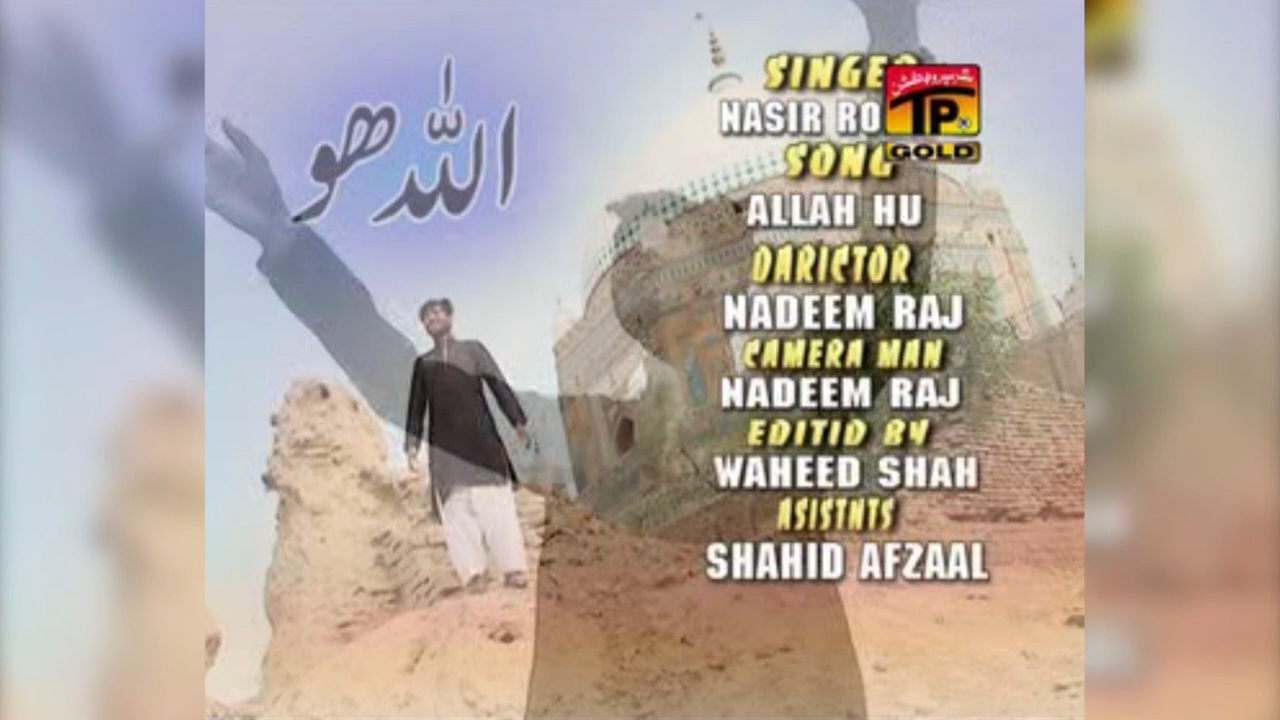 اللہ ھو
SINGER
NASIR
SONG
ALLAH HU
DARICTOR
NADEEM RAJ
CAMERA MAN
NADEEM RAJ
EDITID BY
WAHEED SHAH
ASISTNTS
SHAHID AFZAAL
TP
GOLD